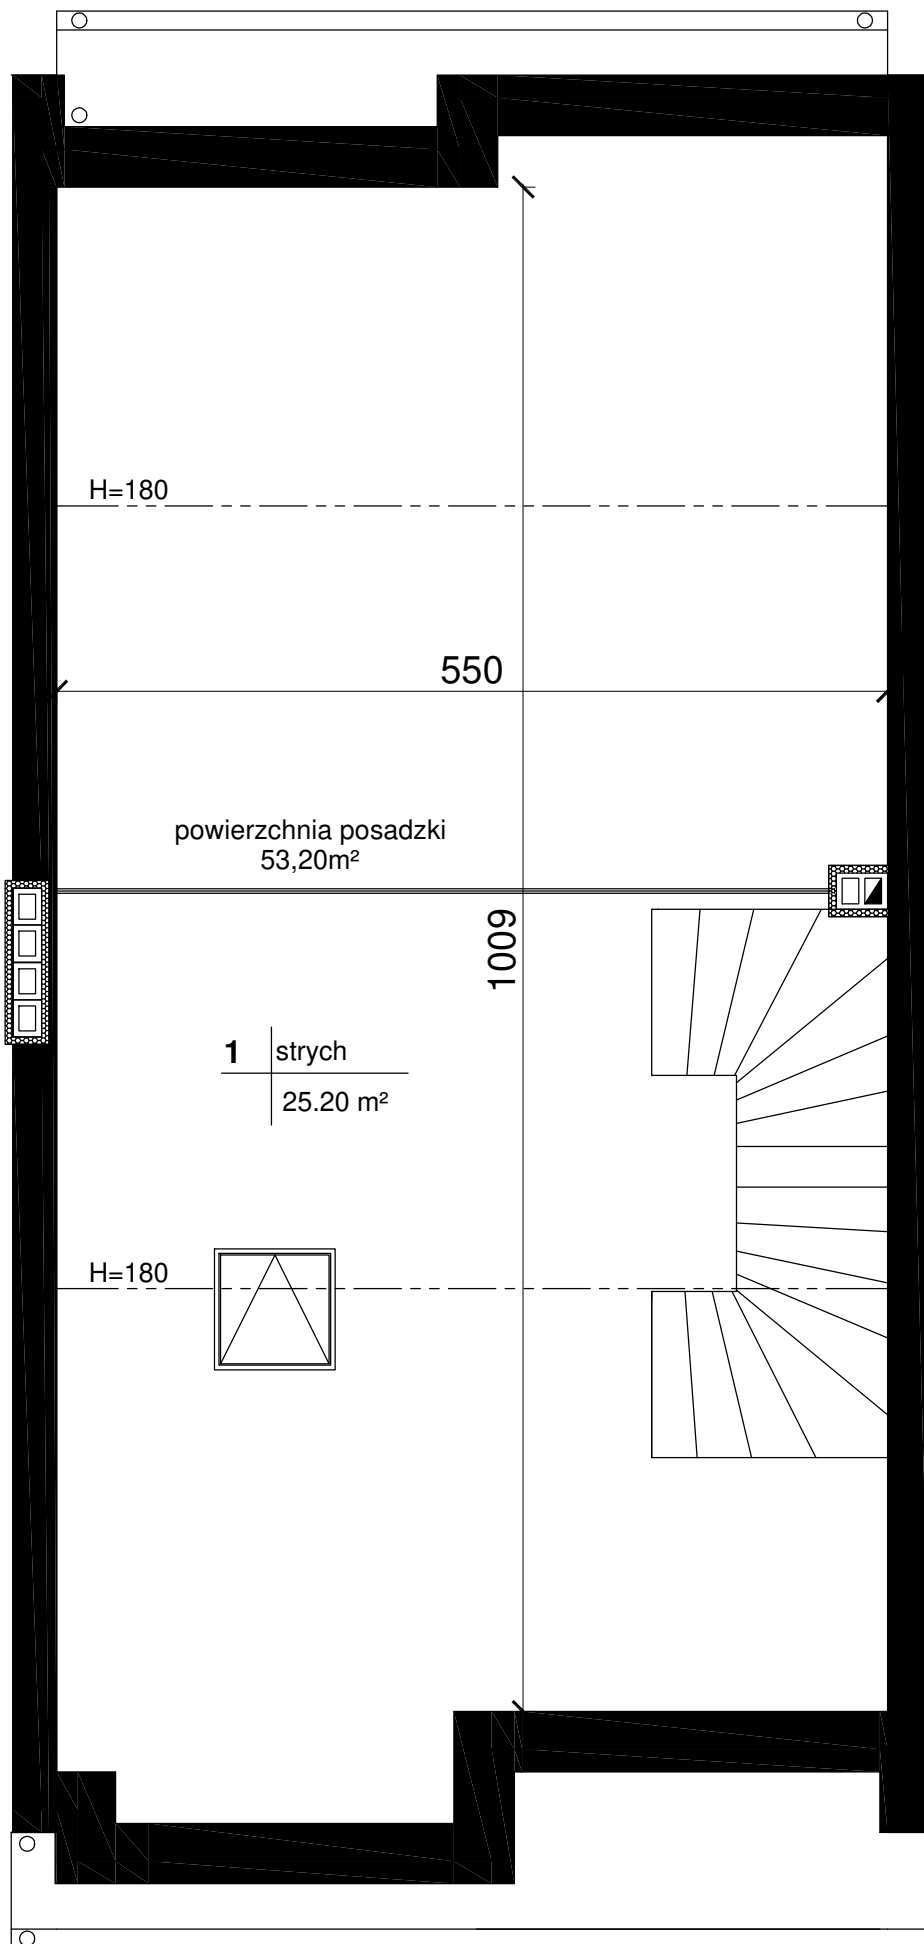 H=180
550
powierzchnia posadzki
53,20m²
1009
1 strych
25.20 m²
H=180